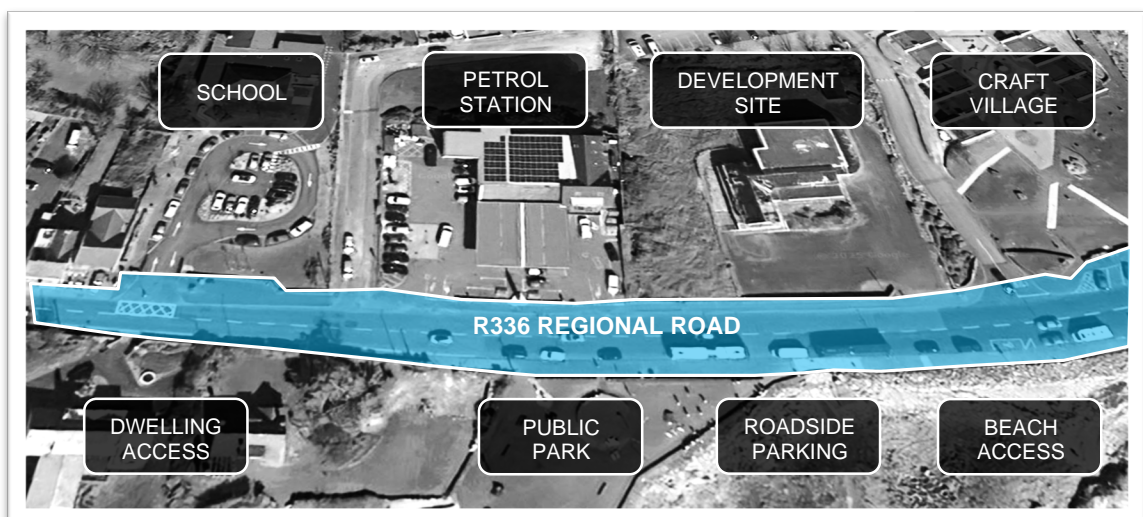 SCHOOL
PETROL
STATION
DEVELOPMENT
SITE
CRAFT
VILLAGE
R336 REGIONAL ROAD
DWELLING
ACCESS
PUBLIC
PARK
ROADSIDE
PARKING
BEACH
ACCESS